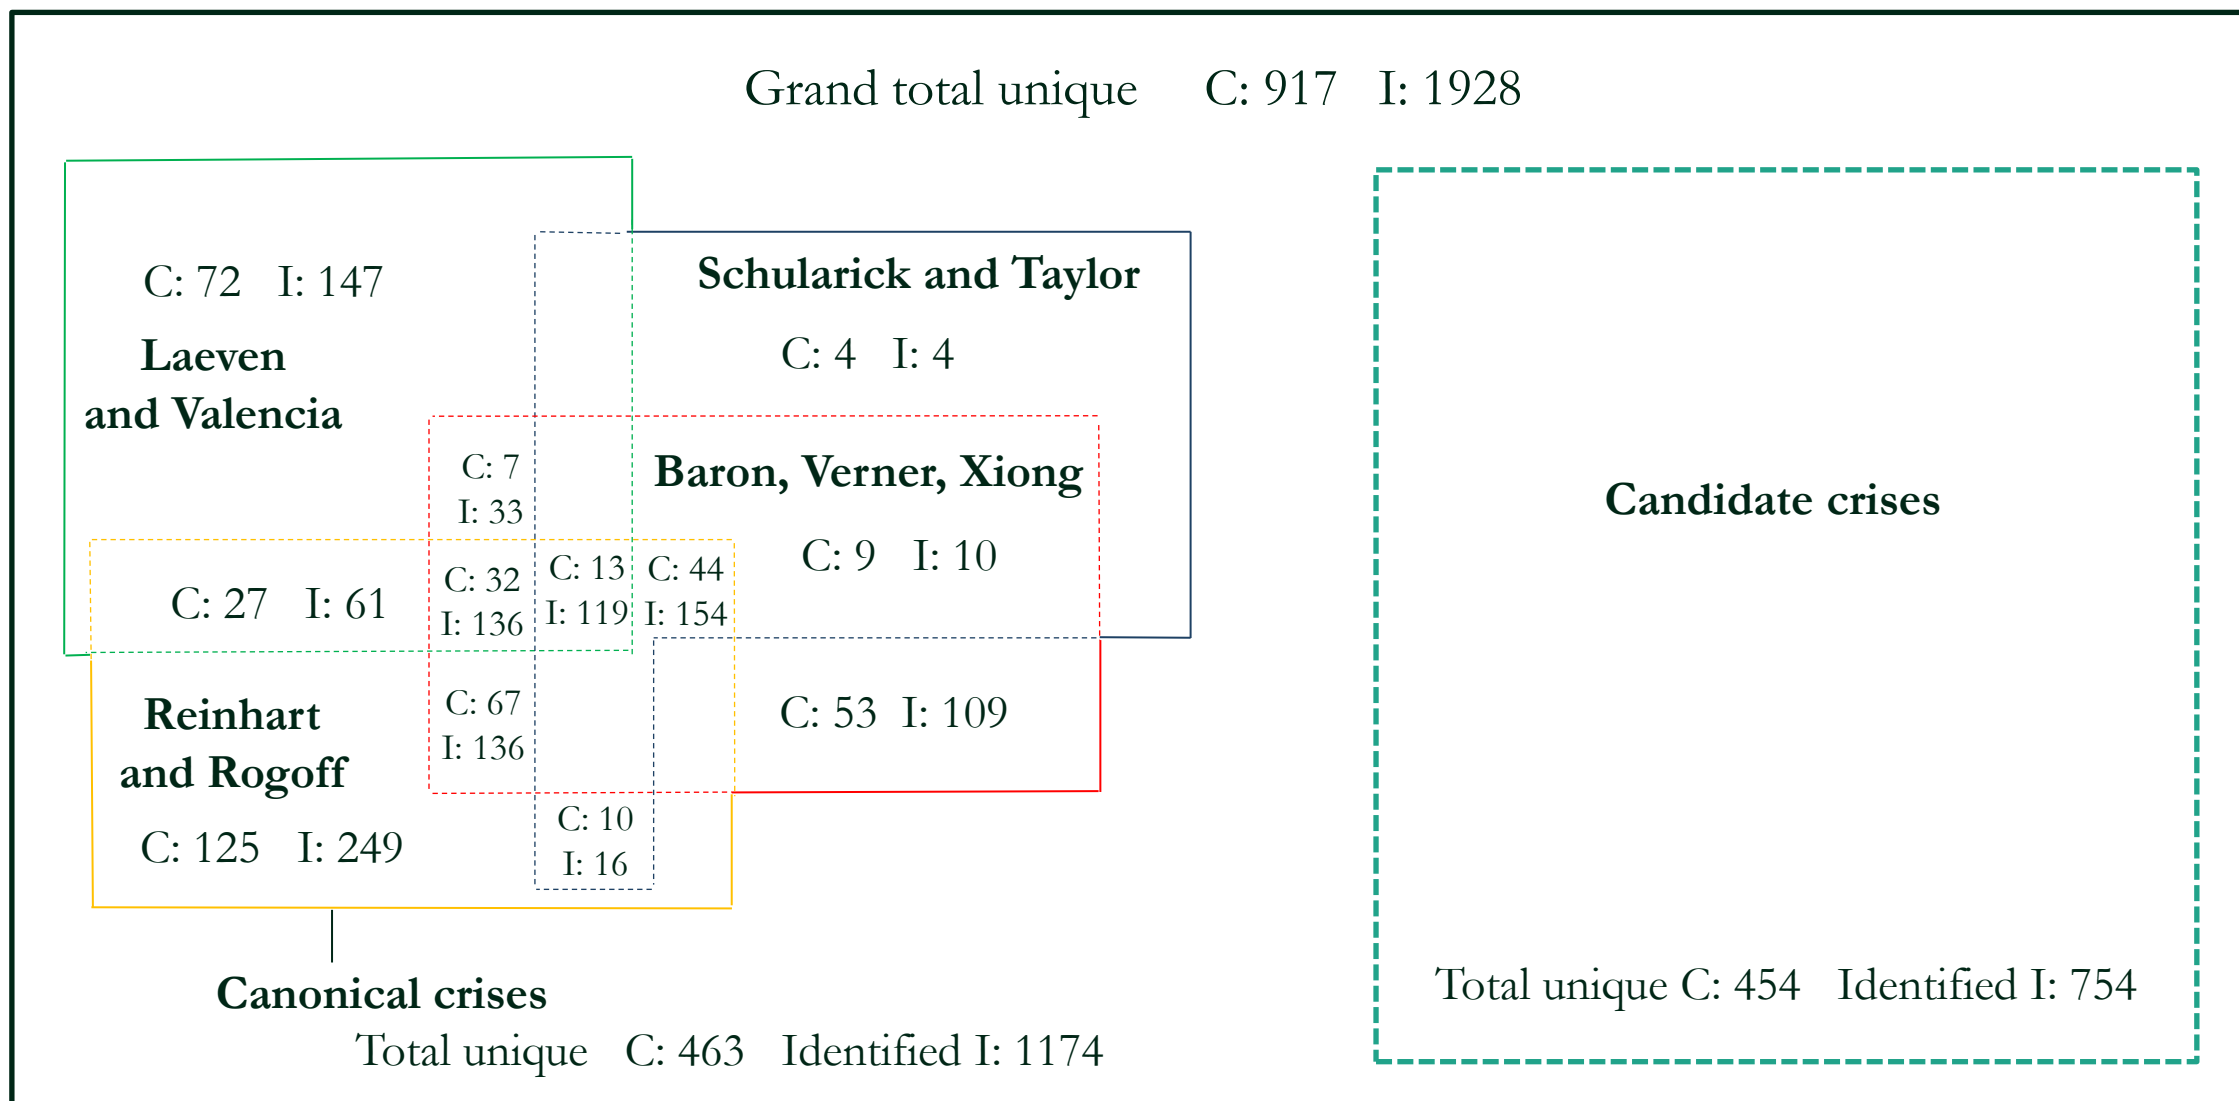 Grand total unique C: 917 I: 1928
C: 72 I: 147
Laeven
and Valencia
Schularick and Taylor
C: 4 I: 4
C: 7
I: 33
Baron, Verner, Xiong
C: 9 I: 10
C: 27 I: 61
C: 32
I: 136
C: 13
I: 119
C: 44
I: 154
Reinhart
and Rogoff
C: 125 I: 249
C: 67
I: 136
C: 53 I: 109
C: 10
I: 16
Canonical crises
Total unique C: 463 Identified I: 1174
Candidate crises
Total unique C: 454 Identified I: 754